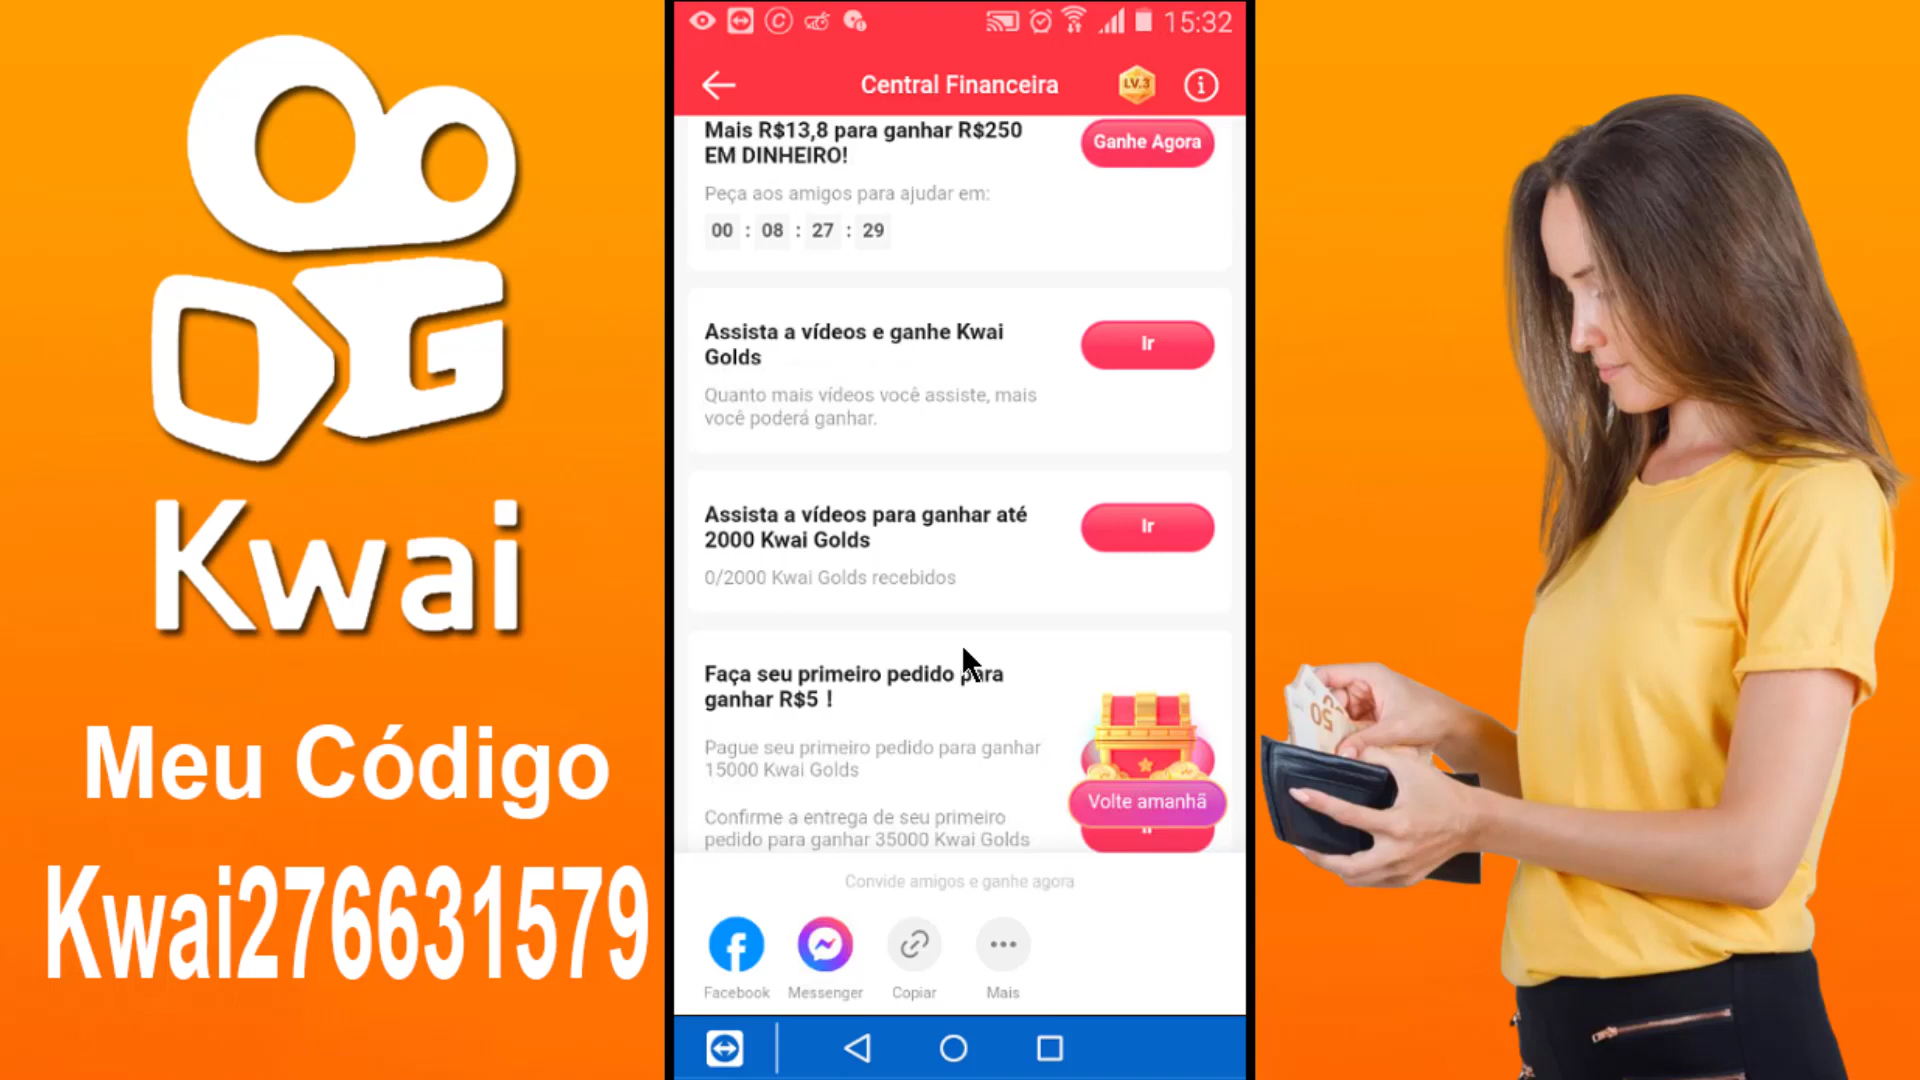 Kwai
Meu Código
Kwai276631579
15:32
Central Financeira
LV.3
Mais R$13,8 para ganhar R$250
EM DINHEIRO!
Ganhe Agora
Peça aos amigos para ajudar em:
00 : 08 : 27 : 29
Assista a vídeos e ganhe Kwai
Golds
Ir
Quanto mais vídeos você assiste, mais
você poderá ganhar.
Assista a vídeos para ganhar até
2000 Kwai Golds
Ir
0/2000 Kwai Golds recebidos
Faça seu primeiro pedido para
ganhar R$5 !
Pague seu primeiro pedido para ganhar
15000 Kwai Golds
Volte amanhã
Confirme a entrega de seu primeiro
pedido para ganhar 35000 Kwai Golds
Convide amigos e ganhe agora
Facebook
Messenger
Copiar
Mais
50